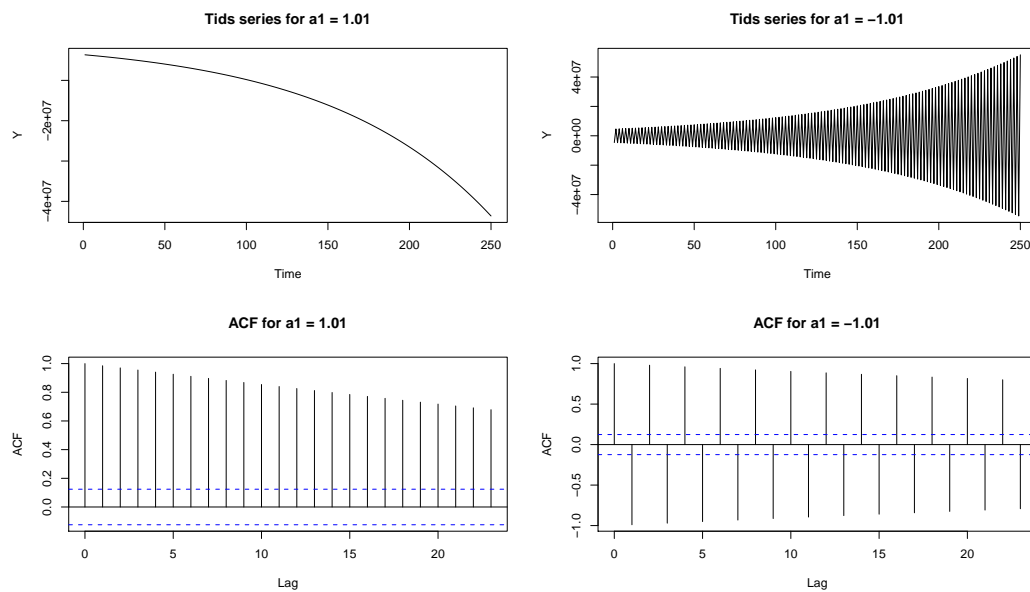 Tids series for a1 = 1.01
Y
−4e+07 −2e+07
0 50 100 150 200 250
Time
Tids series for a1 = −1.01
Y
−4e+07 0e+00 4e+07
0 50 100 150 200 250
Time
ACF for a1 = 1.01
ACF
0.0 0.2 0.4 0.6 0.8 1.0
0 5 10 15 20
Lag
ACF for a1 = −1.01
ACF
−1.0 −0.5 0.0 0.5 1.0
0 5 10 15 20
Lag